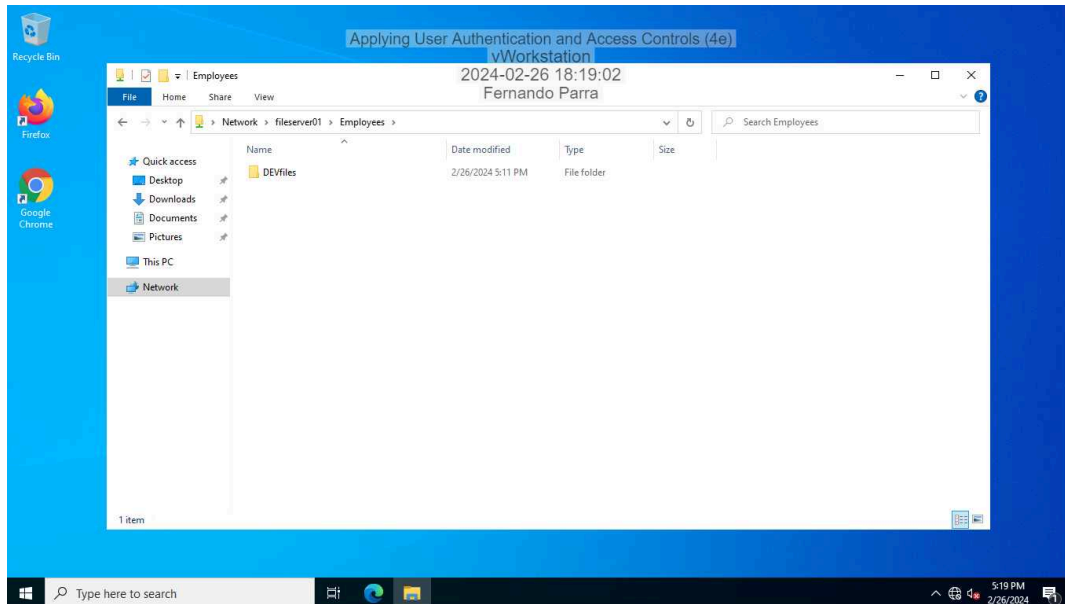 Recycle Bin
Applying User Authentication and Access Controls (4e)
vWorkstation
2024-02-26 18:19:02
Fernando Parra
Employees
File Home Share View
Network > fileserver01 > Employees >
Search Employees
Name Date modified Type Size
DEVfiles 2/26/2024 5:11 PM File folder
Quick access
Desktop
Downloads
Documents
Pictures
This PC
Network
Firefox
Google
Chrome
1 item
Type here to search
5:19 PM
2/26/2024
1